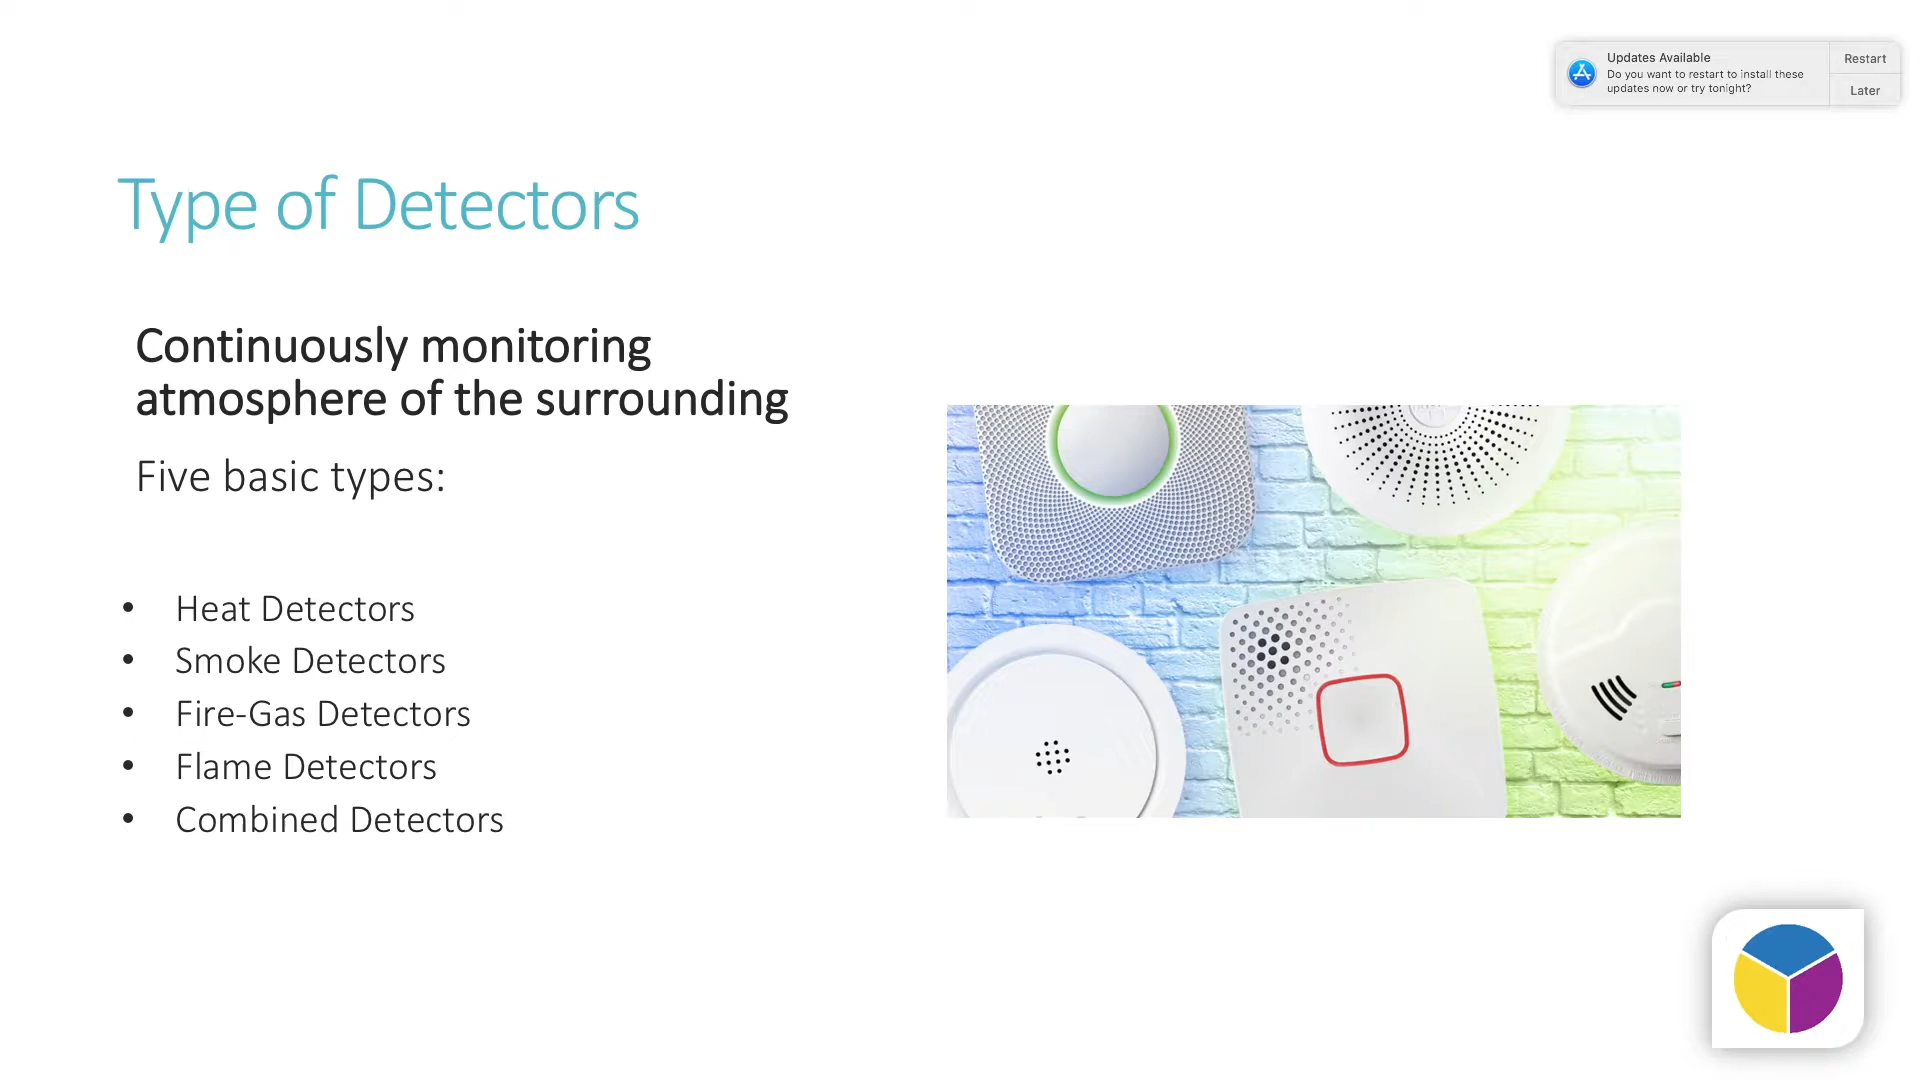 Updates Available
Do you want to restart to install these
updates now or try tonight?
Restart
Later
Type of Detectors
Continuously monitoring
atmosphere of the surrounding
Five basic types:
• Heat Detectors
• Smoke Detectors
• Fire-Gas Detectors
• Flame Detectors
• Combined Detectors